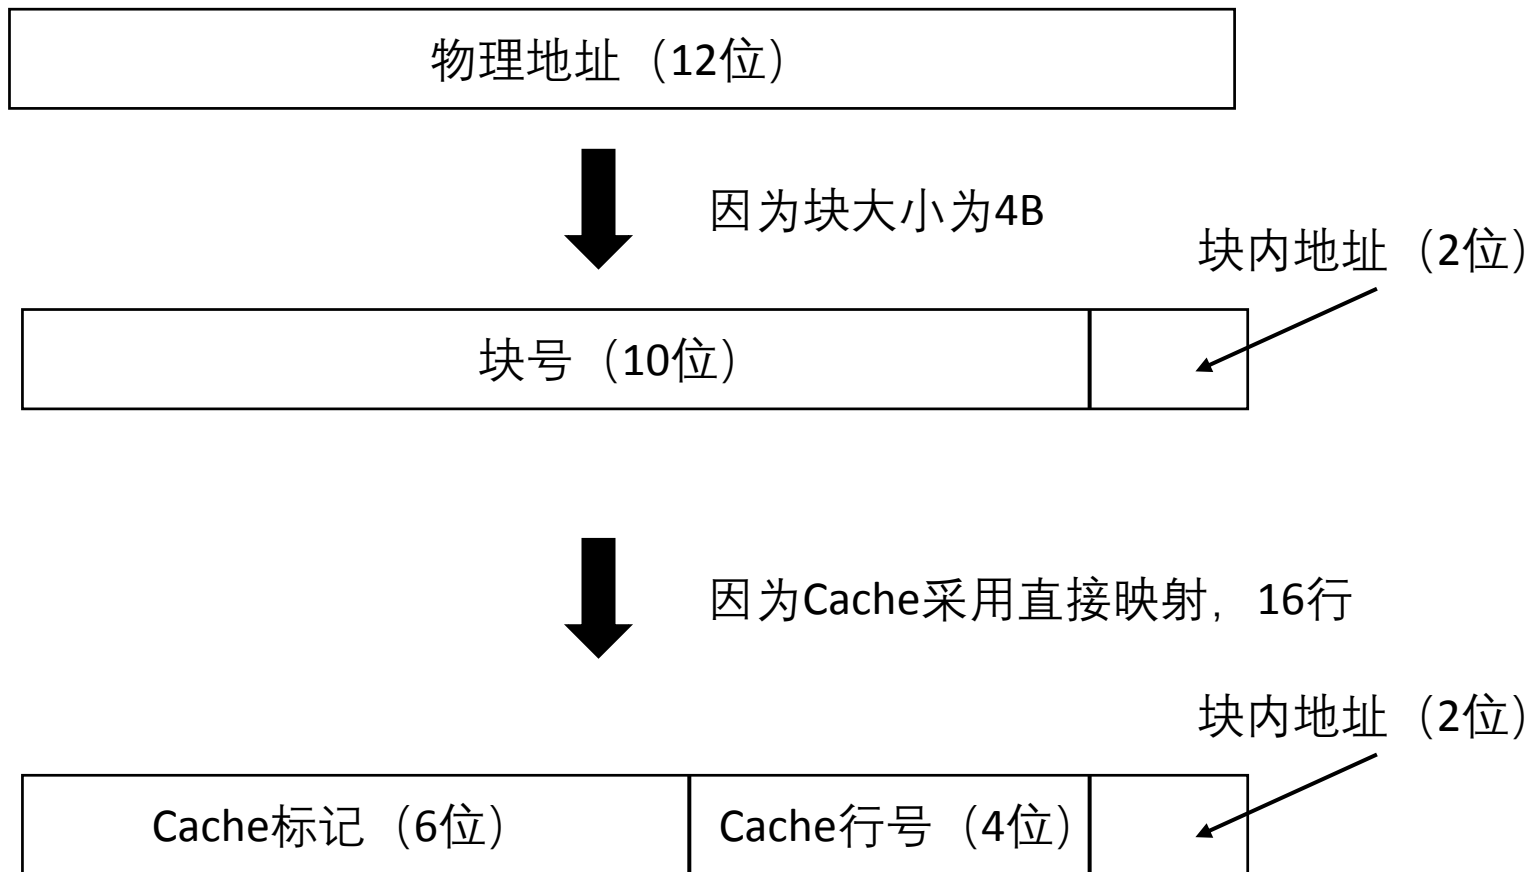 物理地址（12位）
因为块大小为4B
块内地址（2位）
块号（10位）
因为Cache采用直接映射，16行
块内地址（2位）
Cache标记（6位）
Cache行号（4位）